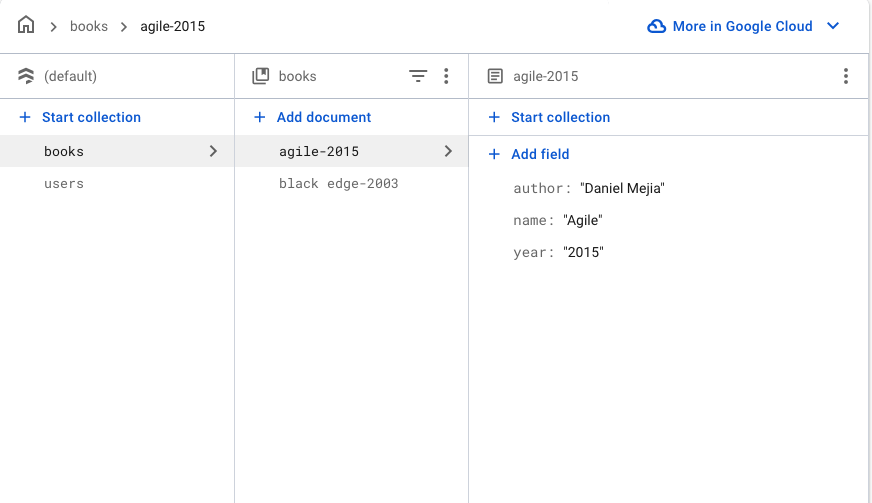 books agile-2015 More in Google Cloud
(default)
books
agile-2015
Start collection
Add document
Start collection
books
users
agile-2015
black edge-2003
Add field
author: "Daniel Mejia"
name: "Agile"
year: "2015"